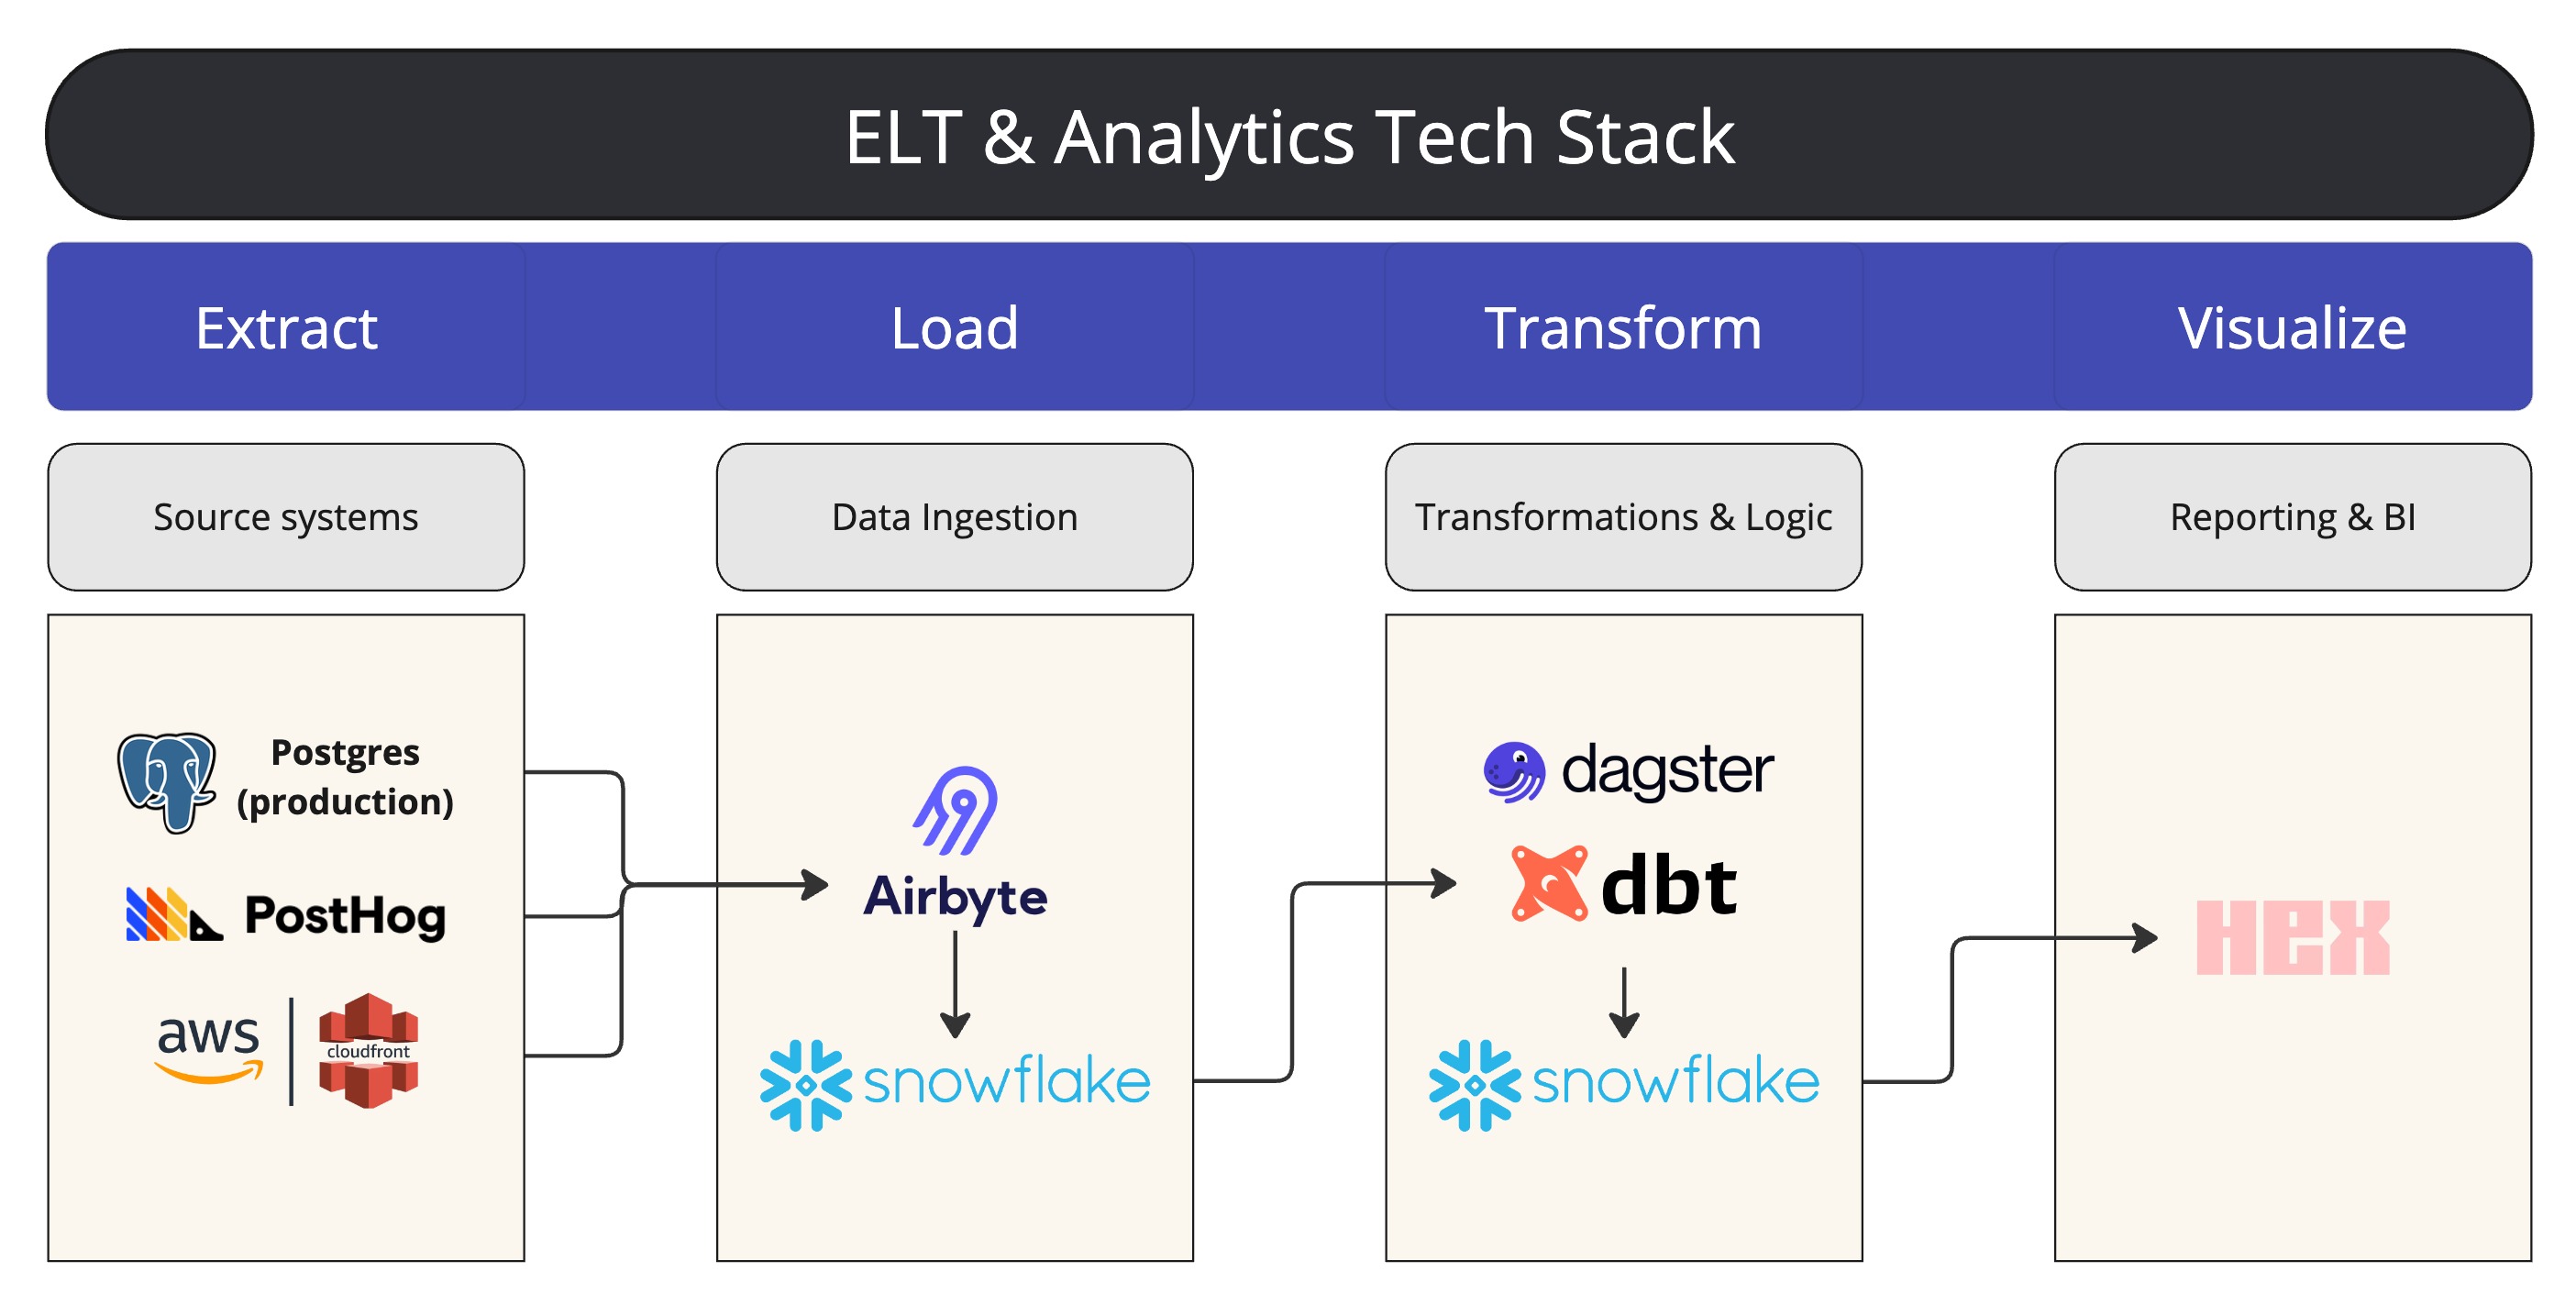 ELT & Analytics Tech Stack
Extract
Load
Transform
Visualize
Source systems
Data Ingestion
Transformations & Logic
Reporting & BI
Postgres
(production)
PostHog
aws
cloudfront
Airbyte
snowflake
dagster
dbt
snowflake
HEX